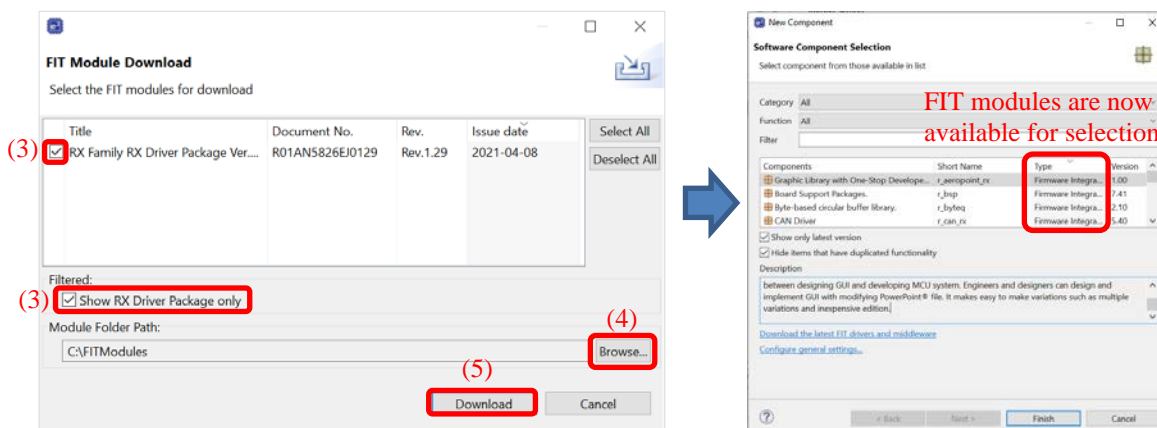 FIT Module Download
Select the FIT modules for download
Title Document No. Rev. Issue date
(3) RX Family RX Driver Package Ver.... R01AN5826EJ0129 Rev.1.29 2021-04-08
Select All
Deselect All
Filtered:
(3) Show RX Driver Package only
Module Folder Path:
(4)
C:\FITModules Browse...
(5)
Download Cancel
New Component
Software Component Selection
Select component from those available in list
Category All
Function All
Filter
FIT modules are now
available for selection
Components Short Name Type Version
Graphic Library with One-Stop Develope... r_aeropoint_rx Firmware Integra... 1.00
Board Support Packages. r_bsp Firmware Integra... 7.41
Byte-based circular buffer library. r_byteq Firmware Integra... 2.10
CAN Driver r_can_rx Firmware Integra... 5.40
Show only latest version
Hide items that have duplicated functionality
Description
between designing GUI and developing MCU system. Engineers and designers can design and
implement GUI with modifying PowerPoint® file. It makes easy to make variations such as multiple
variations and inexpensive edition.
Download the latest FIT drivers and middleware
Configure general settings...
? < Back Next > Finish Cancel